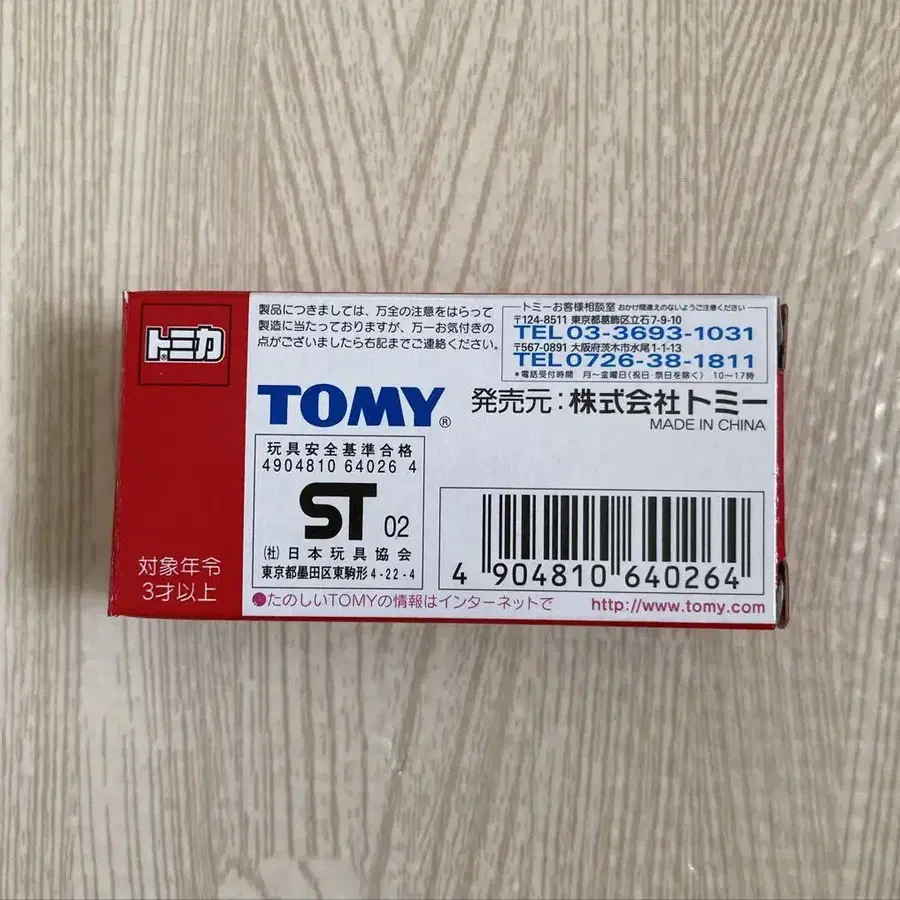 トミカ®
対象年令
3才以上
製品につきましては、万全の注意をはらって
製造に当たっておりますが、万一お気付きの
点がございましたら右記までご連絡ください。
トミーお客様相談室 おかけ間違えのないようご注意ください
〒124-8511 東京都葛飾区立石7-9-10
TEL03-3693-1031
〒567-0891 大阪府茨木市水尾1-1-13
TEL0726-38-1811
*電話受付時間 月〜金曜日(祝日・祭日を除く) 10〜17時
TOMY®
発売元:株式会社トミー
MADE IN CHINA
玩具安全基準合格
4904810 64026 4
ST 02
(社)日本玩具協会
東京都墨田区東駒形4-22-4
4 904810 640264
●たのしいTOMYの情報はインターネットで http://www.tomy.com